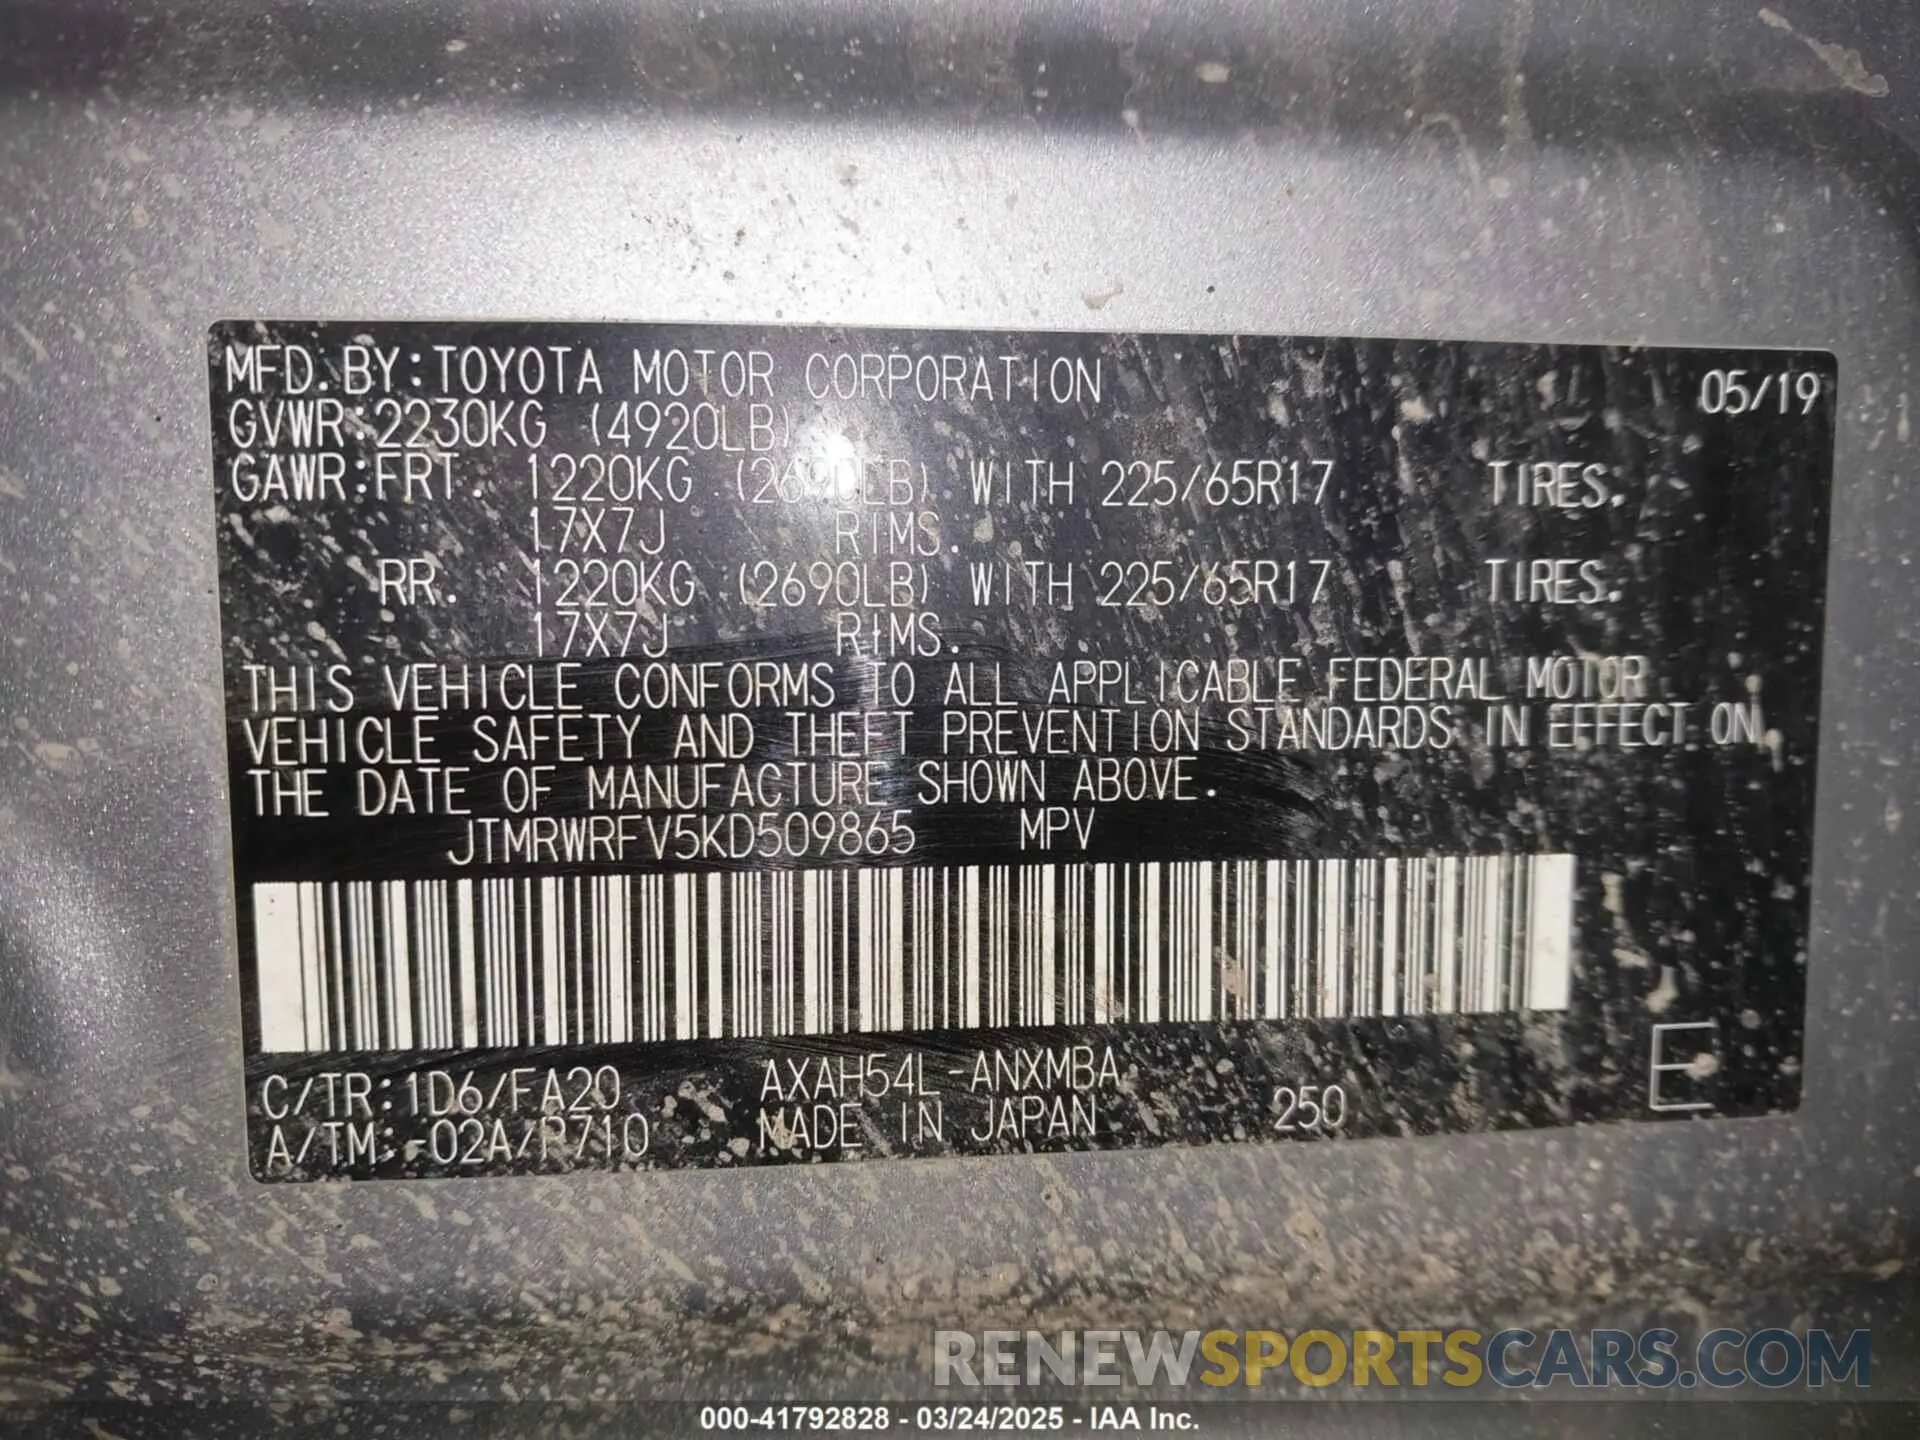 MFD.BY:TOYOTA MOTOR CORPORATION 05/19
GVWR:2230KG (4920LB)
GAWR:FRT. 1220KG (2690LB) WITH 225/65R17 TIRES.
17X7J RIMS.
RR. 1220KG (2690LB) WITH 225/65R17 TIRES.
17X7J RIMS.
THIS VEHICLE CONFORMS TO ALL APPLICABLE FEDERAL MOTOR
VEHICLE SAFETY AND THEFT PREVENTION STANDARDS IN EFFECT ON
THE DATE OF MANUFACTURE SHOWN ABOVE.
JTMRWRFV5KD509865 MPV
C/TR:1D6/FA20 AXAH54L-ANXMBA
A/TM:-02A/P710 MADE IN JAPAN 250 E
RENEWSPORTSCARS.COM
000-41792828 - 03/24/2025 - IAA Inc.